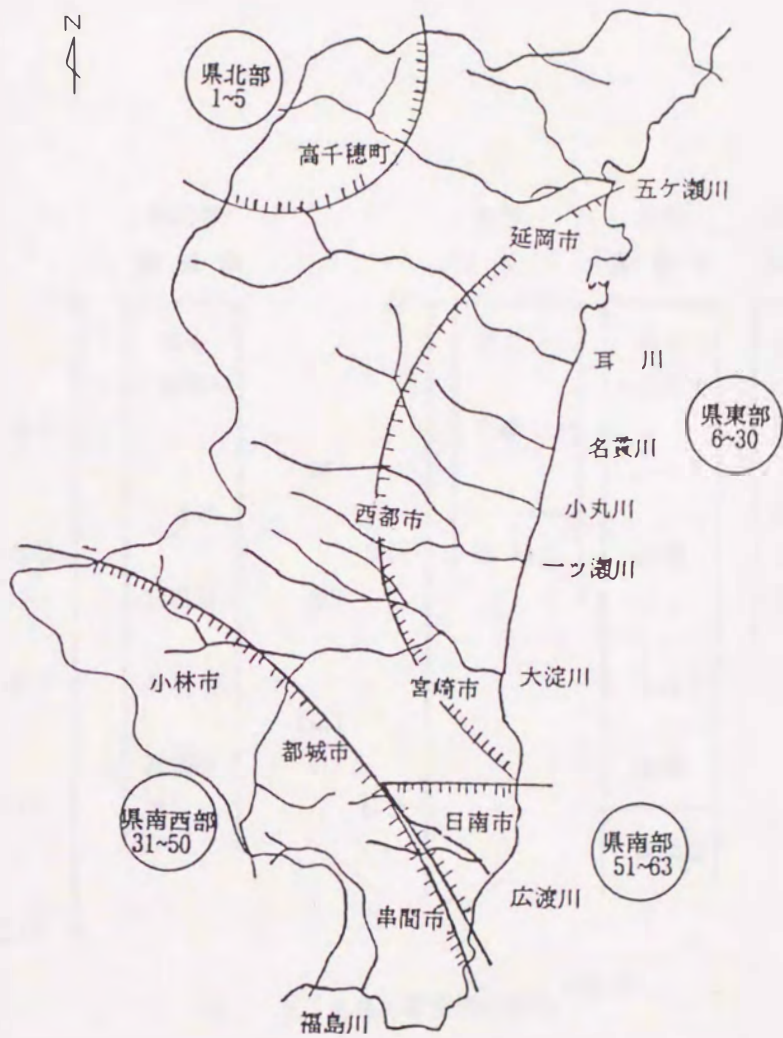 N
県北部
1~5
高千穂町
五ケ瀬川
延岡市
耳 川
県東部
6~30
名貫川
小丸川
西都市
一ッ瀬川
小林市
宮崎市
大淀川
都城市
県南西部
31~50
日南市
県南部
51~63
広渡川
串間市
福島川